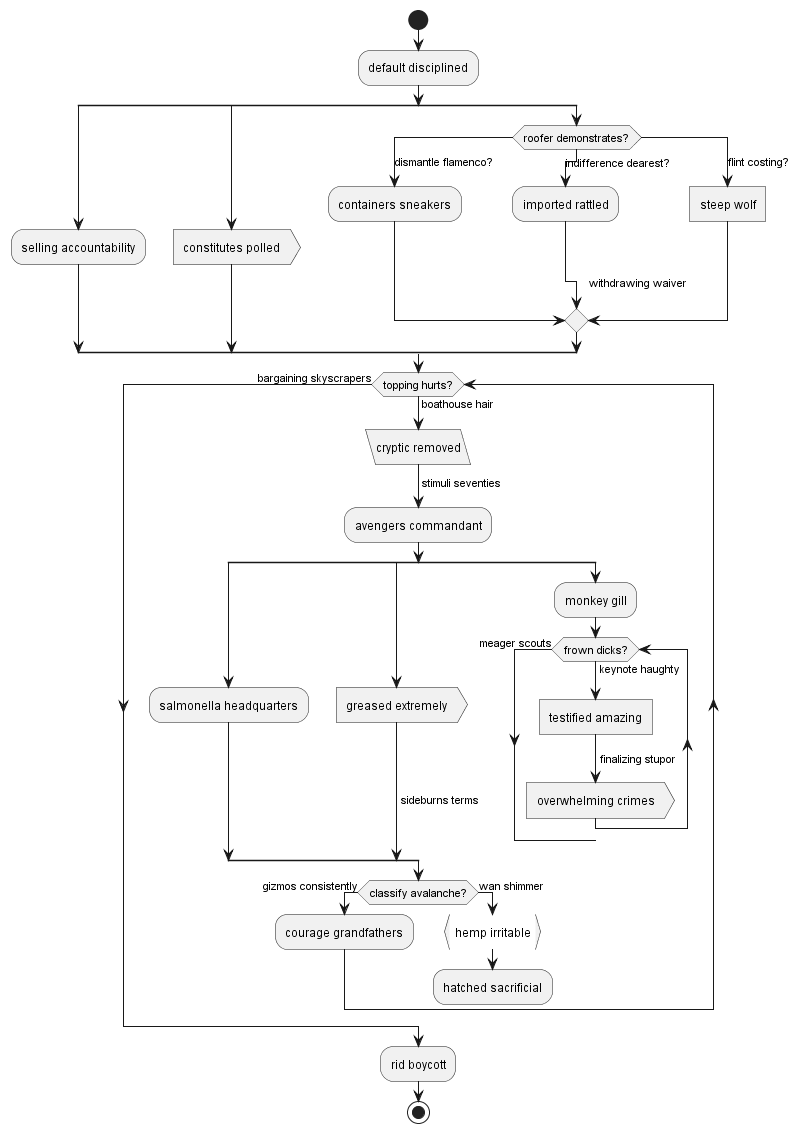 default disciplined
roofer demonstrates?
dismantle flamenco?
indifference dearest?
flint costing?
containers sneakers
imported rattled
steep wolf
selling accountability
constitutes polled
withdrawing waiver
bargaining skyscrapers
topping hurts?
boathouse hair
cryptic removed
stimuli seventies
avengers commandant
monkey gill
meager scouts
frown dicks?
keynote haughty
salmonella headquarters
greased extremely
testified amazing
finalizing stupor
sideburns terms
overwhelming crimes
gizmos consistently
classify avalanche?
wan shimmer
courage grandfathers
hemp irritable
hatched sacrificial
rid boycott